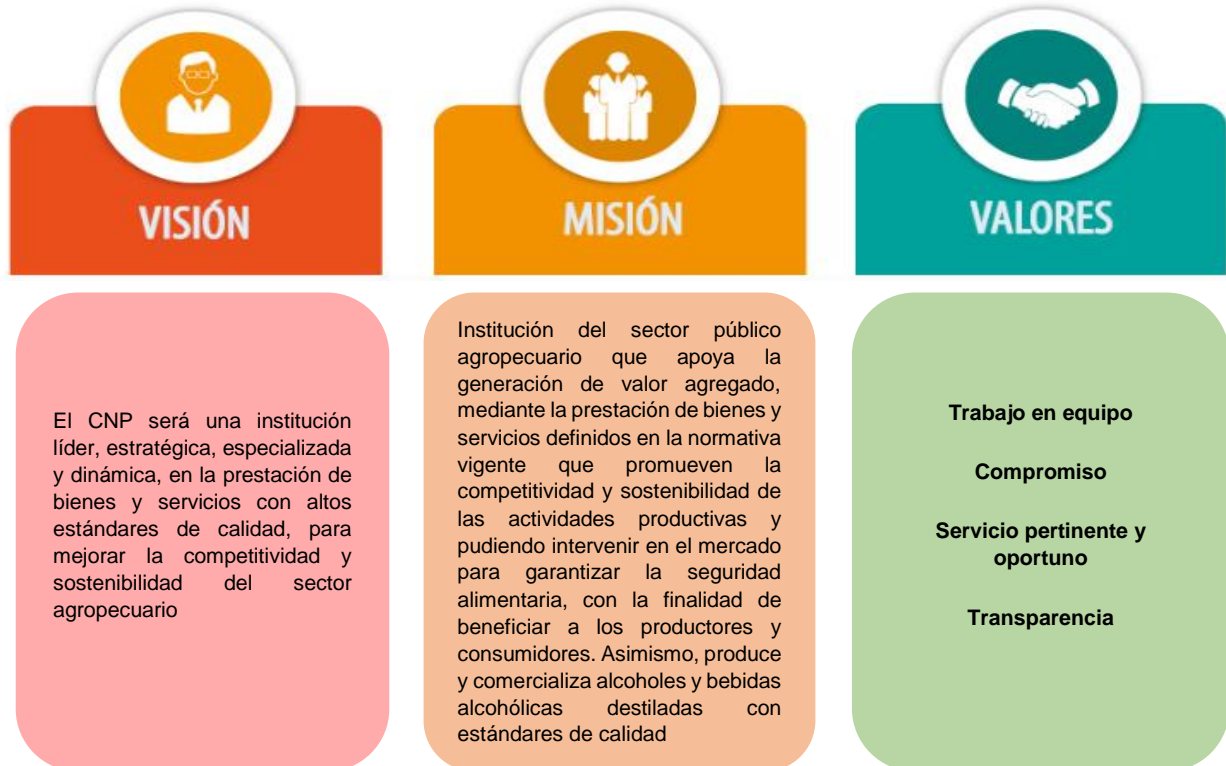 VISIÓN
El CNP será una institución
líder, estratégica, especializada
y dinámica, en la prestación de
bienes y servicios con altos
estándares de calidad, para
mejorar la competitividad y
sostenibilidad del sector
agropecuario
MISIÓN
Institución del sector público
agropecuario que apoya la
generación de valor agregado,
mediante la prestación de bienes y
servicios definidos en la normativa
vigente que promueven la
competitividad y sostenibilidad de
las actividades productivas y
pudiendo intervenir en el mercado
para garantizar la seguridad
alimentaria, con la finalidad de
beneficiar a los productores y
consumidores. Asimismo, produce
y comercializa alcoholes y bebidas
alcohólicas destiladas con
estándares de calidad
VALORES
Trabajo en equipo
Compromiso
Servicio pertinente y
oportuno
Transparencia